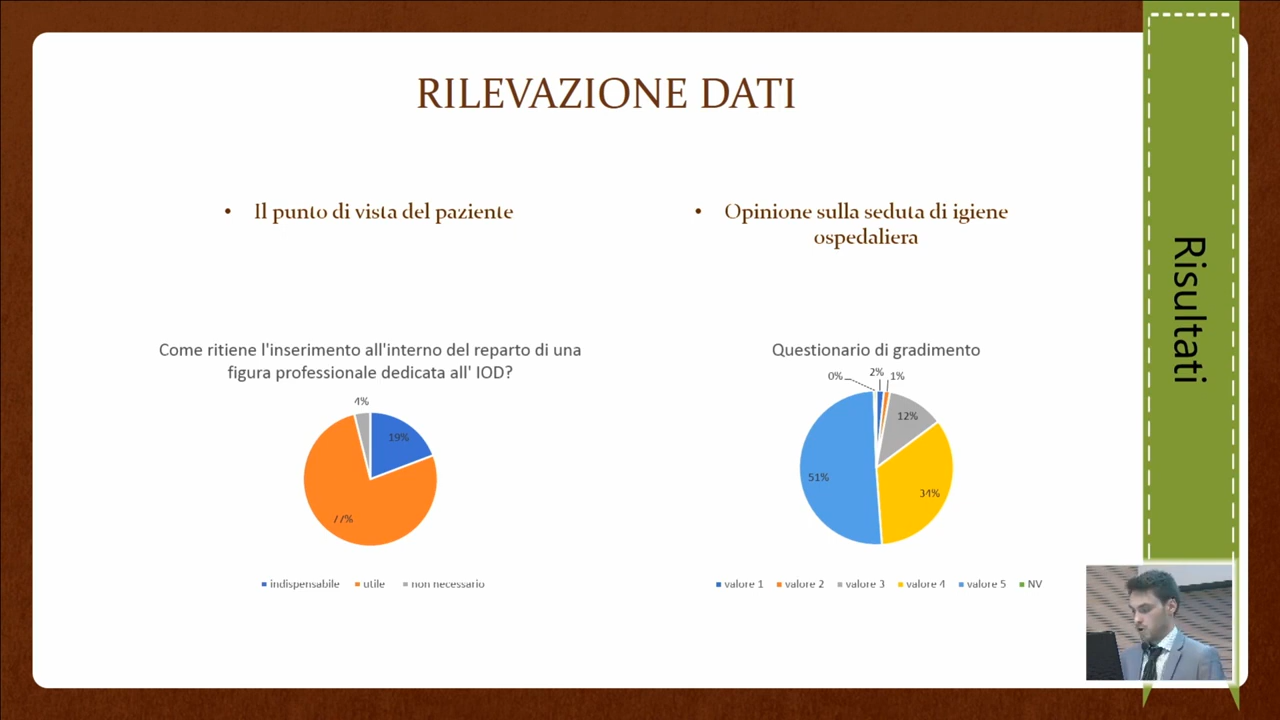 RILEVAZIONE DATI
• Il punto di vista del paziente
• Opinione sulla seduta di igiene
ospedaliera
Come ritiene l'inserimento all'interno del reparto di una
figura professionale dedicata all' IOD?
4%
19%
77%
indispensabile utile non necessario
Questionario di gradimento
0% 2% 1%
12%
51%
34%
valore 1 valore 2 valore 3 valore 4 valore 5 NV
Risultati